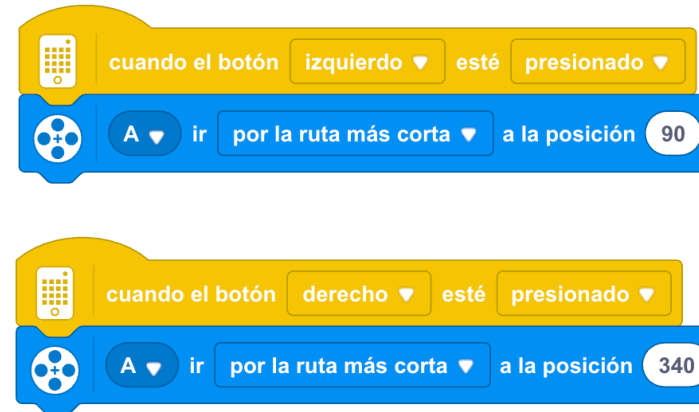 cuando el botón izquierdo esté presionado
A ir por la ruta más corta a la posición 90
cuando el botón derecho esté presionado
A ir por la ruta más corta a la posición 340